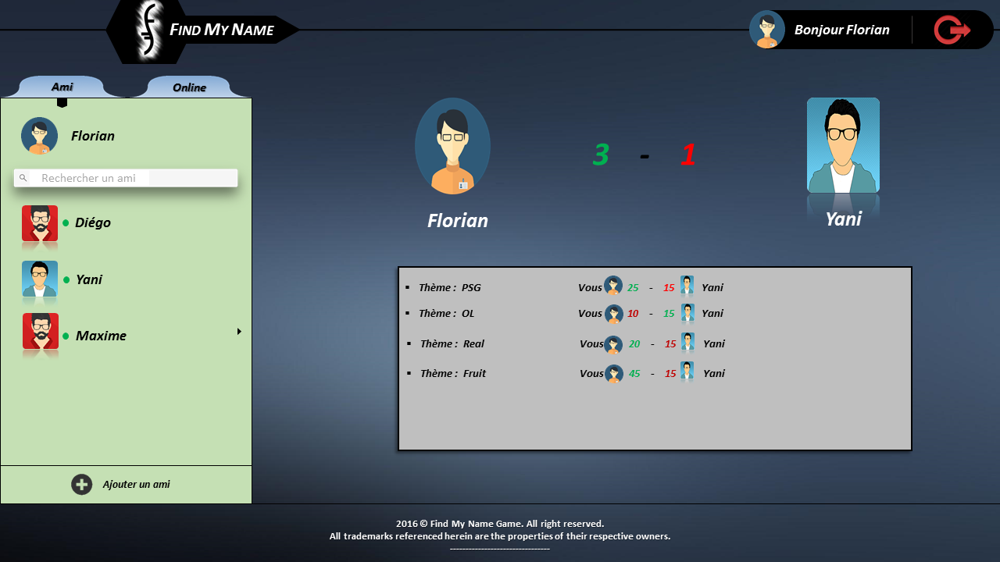 FIND MY NAME
Bonjour Florian
Ami
Online
Florian
Rechercher un ami
Diégo
Yani
Maxime
Ajouter un ami
3 - 1
Florian
Yani
▪ Thème : PSG Vous 25 - 15 Yani
▪ Thème : OL Vous 10 - 15 Yani
▪ Thème : Real Vous 20 - 15 Yani
▪ Thème : Fruit Vous 45 - 15 Yani
2016 © Find My Name Game. All right reserved.
All trademarks referenced herein are the properties of their respective owners.
--------------------------------